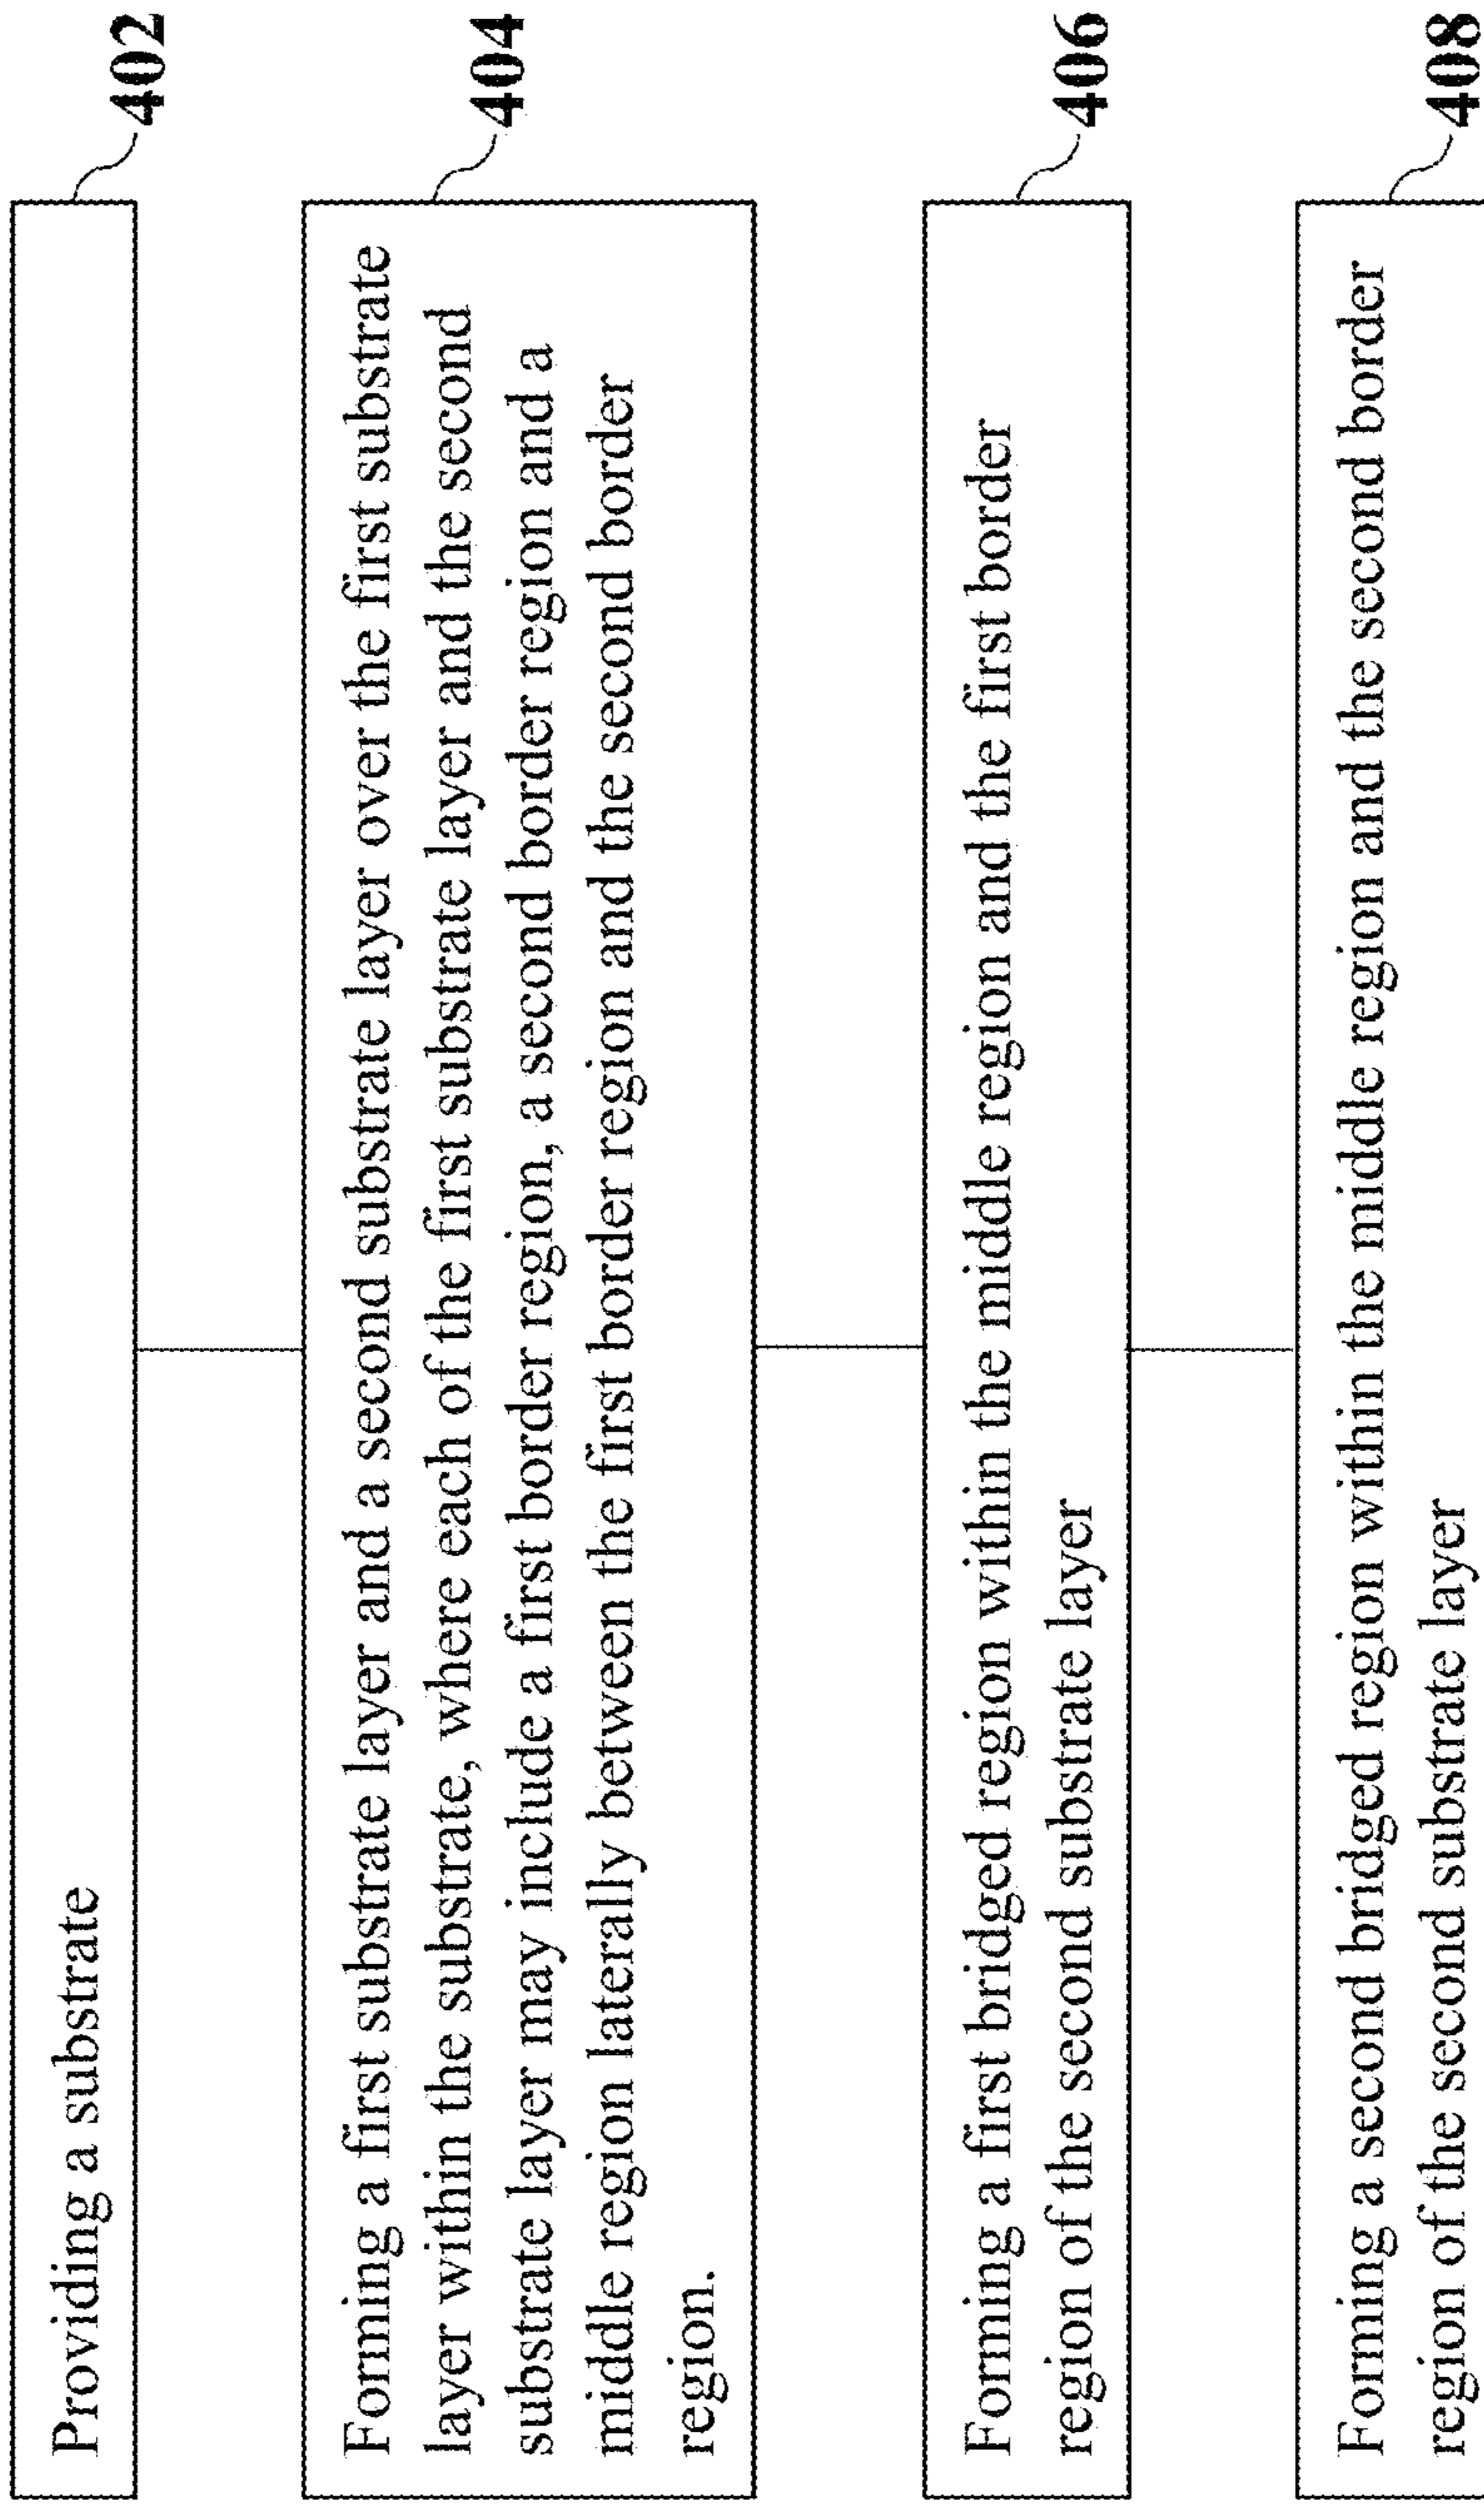 Providing a substrate
402
Forming a first substrate layer and a second substrate layer over the first substrate
layer within the substrate, where each of the first substrate layer and the second
substrate layer may include a first border region, a second border region and a
middle region laterally between the first border region and the second border
region.
404
Forming a first bridged region within the middle region and the first border
region of the second substrate layer
406
Forming a second bridged region within the middle region and the second border
region of the second substrate layer
408